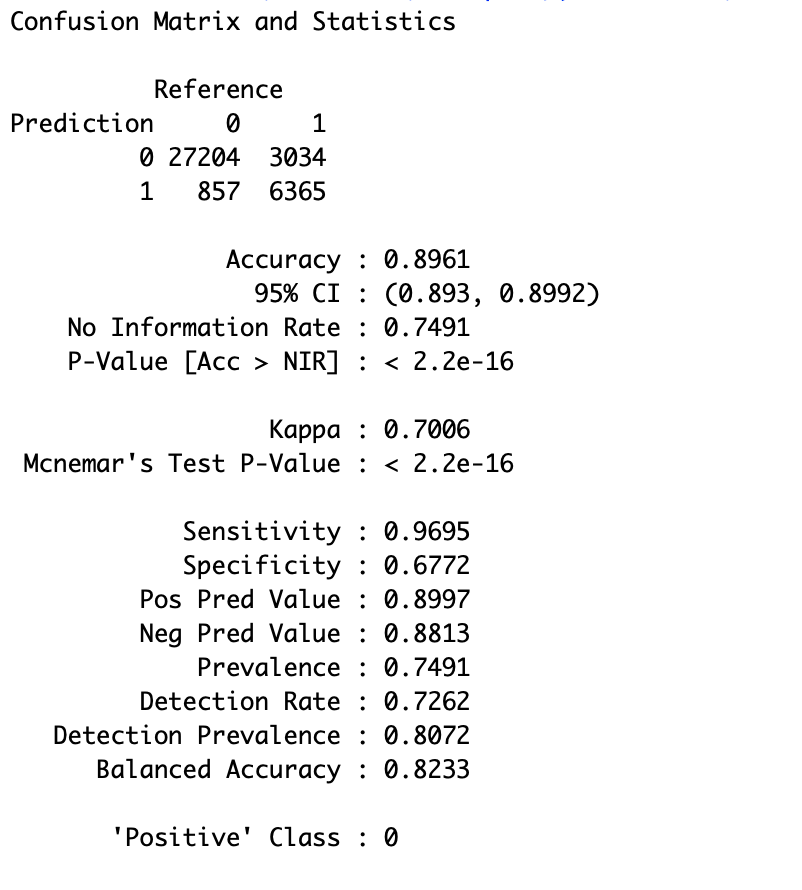 Confusion Matrix and Statistics
Reference
Prediction 0 1
0 27204 3034
1 857 6365
Accuracy : 0.8961
95% CI : (0.893, 0.8992)
No Information Rate : 0.7491
P-Value [Acc > NIR] : < 2.2e-16
Kappa : 0.7006
Mcnemar's Test P-Value : < 2.2e-16
Sensitivity : 0.9695
Specificity : 0.6772
Pos Pred Value : 0.8997
Neg Pred Value : 0.8813
Prevalence : 0.7491
Detection Rate : 0.7262
Detection Prevalence : 0.8072
Balanced Accuracy : 0.8233
'Positive' Class : 0